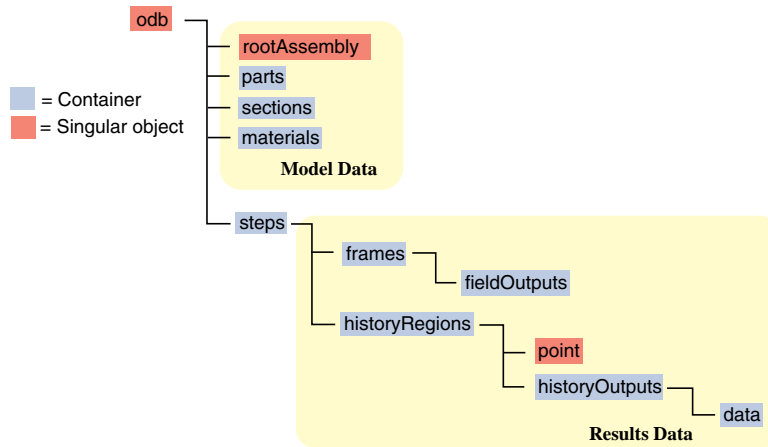 odb
rootAssembly
parts
sections
materials
Model Data
= Container
= Singular object
steps
frames
fieldOutputs
historyRegions
point
historyOutputs
data
Results Data